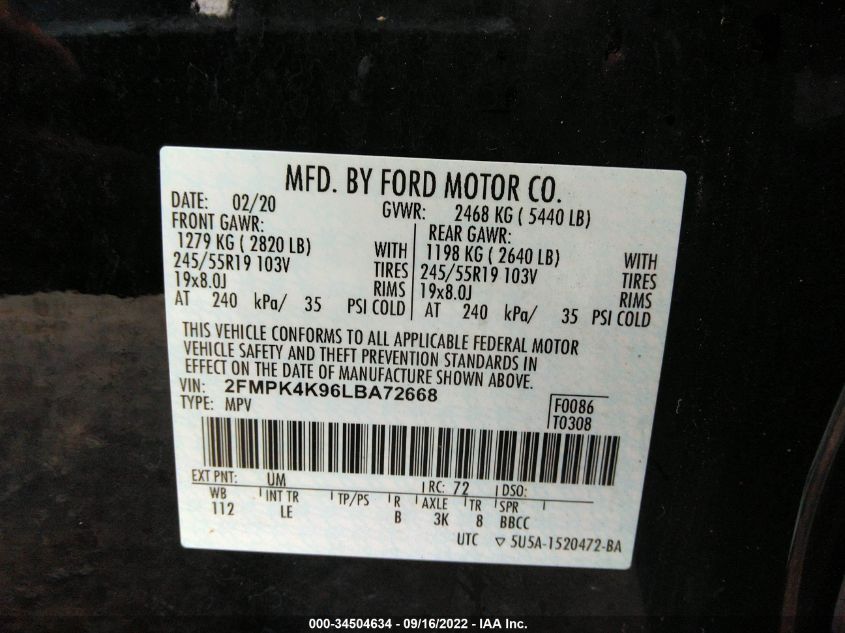 MFD. BY FORD MOTOR CO.
DATE: 02/20
GVWR: 2468 KG ( 5440 LB)
FRONT GAWR:
1279 KG ( 2820 LB) WITH
245/55R19 103V TIRES
19x8.0J RIMS
AT 240 kPa/ 35 PSI COLD
REAR GAWR:
1198 KG ( 2640 LB) WITH
245/55R19 103V TIRES
19x8.0J RIMS
AT 240 kPa/ 35 PSI COLD
THIS VEHICLE CONFORMS TO ALL APPLICABLE FEDERAL MOTOR
VEHICLE SAFETY AND THEFT PREVENTION STANDARDS IN
EFFECT ON THE DATE OF MANUFACTURE SHOWN ABOVE.
VIN: 2FMPK4K96LBA72668
TYPE: MPV
F0086
T0308
EXT PNT: UM RC: 72 DSO:
WB INT TR TP/PS R AXLE TR SPR
112 LE B 3K 8 BBCC
UTC ▽ 5U5A-1520472-BA
000-34504634 - 09/16/2022 - IAA Inc.